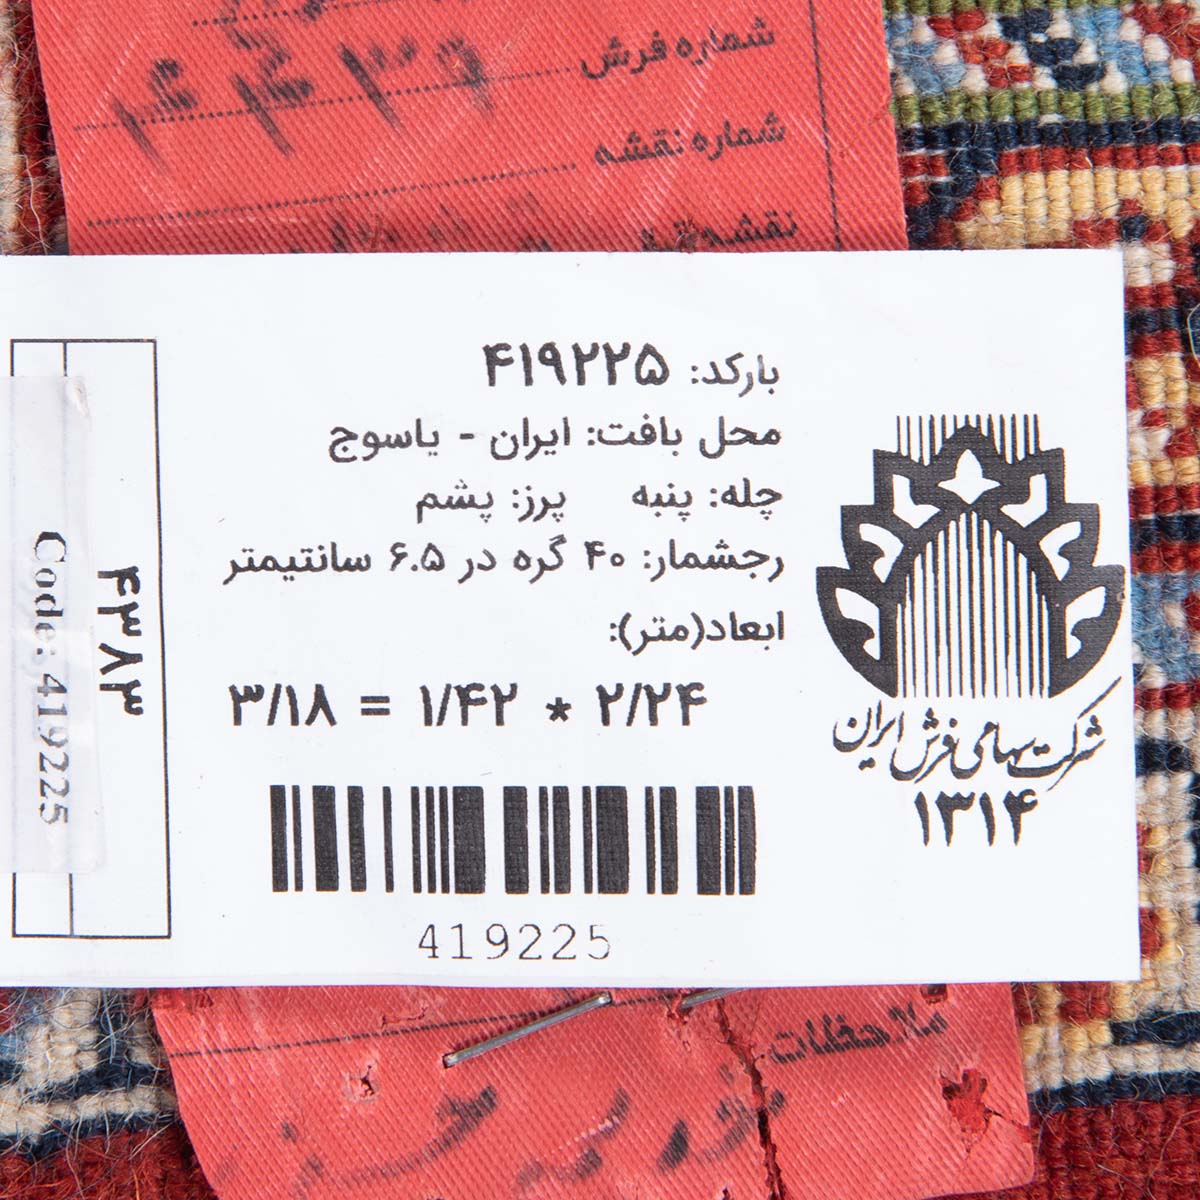 شماره فرش
شماره نقشه
بارکد: ۴۱۹۲۲۵
محل بافت: ایران - یاسوج
چله: پنبه پرز: پشم
رجشمار: ۴۰ گره در ۶.۵ سانتیمتر
ابعاد(متر):
۲/۲۴ * ۱/۴۲ = ۳/۱۸
419225
شرکت سهامی فرش ایران
۱۳۱۴
۴۳۸۳
Code: 419225
ملاحظات